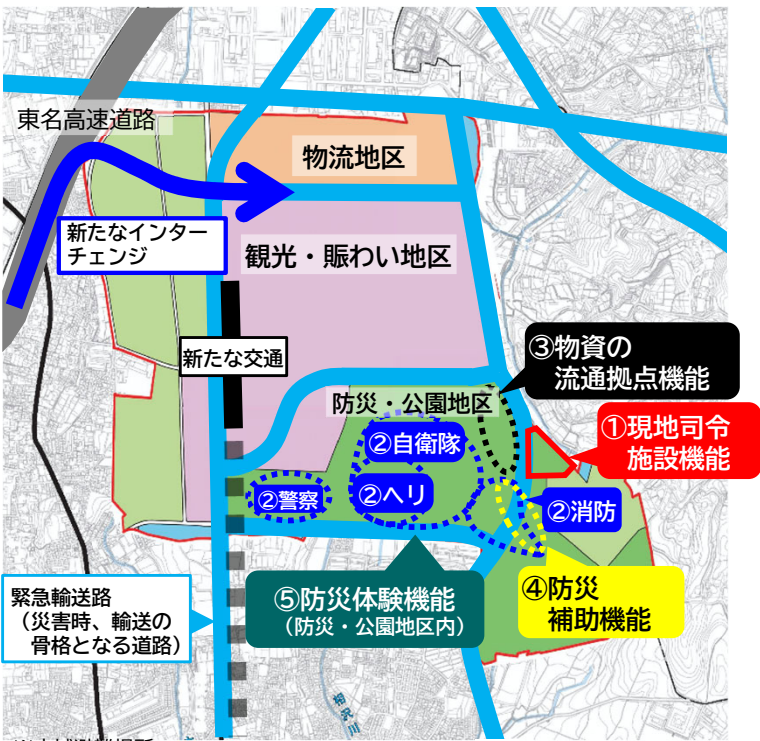 東名高速道路
物流地区
新たなインター
チェンジ
観光・賑わい地区
新たな交通
③物資の
流通拠点機能
防災・公園地区
①現地司令
施設機能
②自衛隊
②警察
②ヘリ
②消防
緊急輸送路
（災害時、輸送の
骨格となる道路）
⑤防災体験機能
（防災・公園地区内）
④防災
補助機能